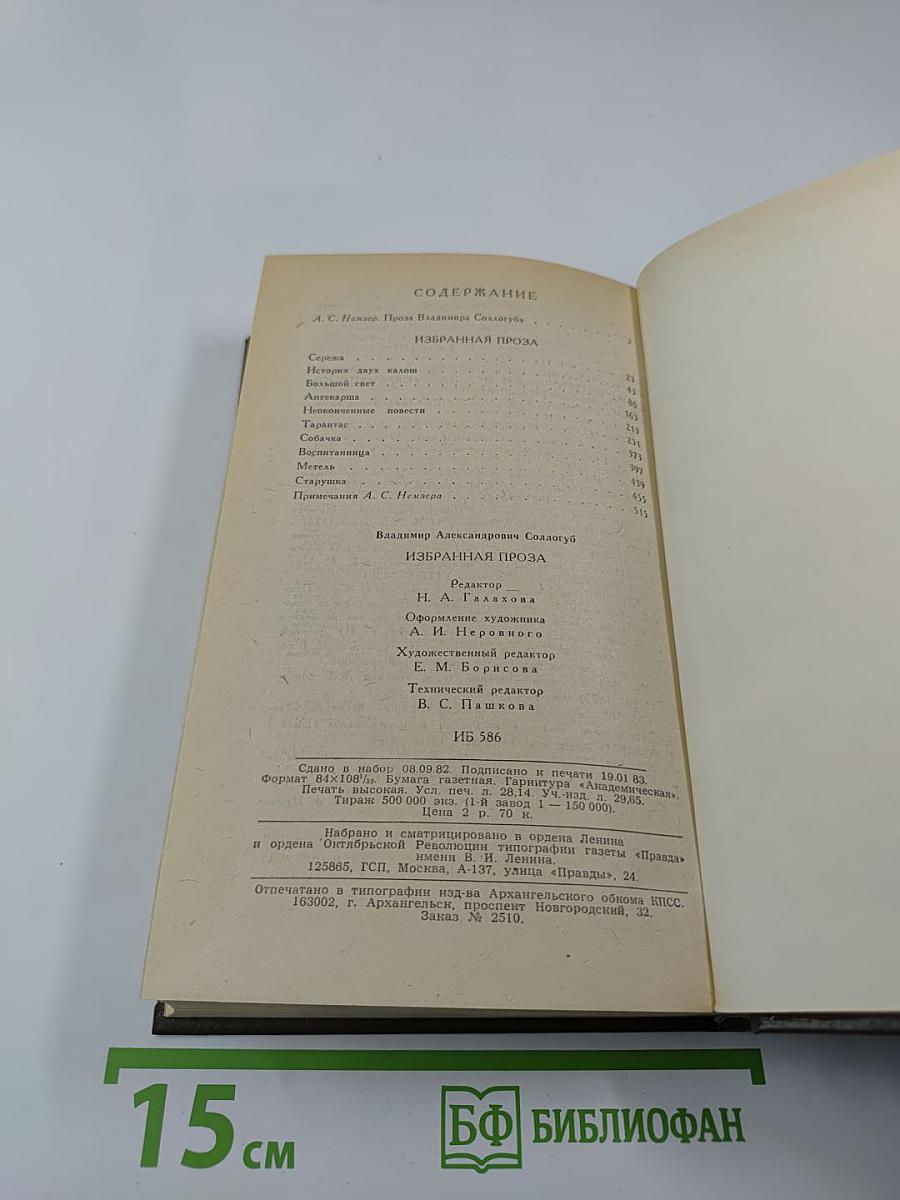 СОДЕРЖАНИЕ
А. С. Немзер. Проза Владимира Соллогуба . . . . . . 3
ИЗБРАННАЯ ПРОЗА
Сережа . . . . . . 23
История двух калош . . . . . . 43
Большой свет . . . . . . 86
Аптекарша . . . . . . 163
Неоконченные повести . . . . . . 213
Тарантас . . . . . . 231
Собачка . . . . . . 373
Воспитанница . . . . . . 397
Метель . . . . . . 439
Старушка . . . . . . 455
Примечания А. С. Немзера . . . . . . 515
Владимир Александрович Соллогуб
ИЗБРАННАЯ ПРОЗА
Редактор
Н. А. Галахова
Оформление художника
А. И. Неровного
Художественный редактор
Е. М. Борисова
Технический редактор
В. С. Пашкова
ИБ 586
Сдано в набор 08.09.82. Подписано к печати 19.01 83.
Формат 84×108¹/₃₂. Бумага газетная. Гарнитура «Академическая».
Печать высокая. Усл. печ. л. 28,14. Уч.-изд. л. 29,65.
Тираж 500 000 экз. (1-й завод 1 — 150 000).
Цена 2 р. 70 к.
Набрано и сматрицировано в ордена Ленина
и ордена Октябрьской Революции типографии газеты «Правда»
имени В. И. Ленина.
125865, ГСП, Москва, А-137, улица «Правды», 24.
Отпечатано в типографии изд-ва Архангельского обкома КПСС.
163002, г. Архангельск, проспект Новгородский, 32.
Заказ № 2510.
15 см
БФ БИБЛИОФАН